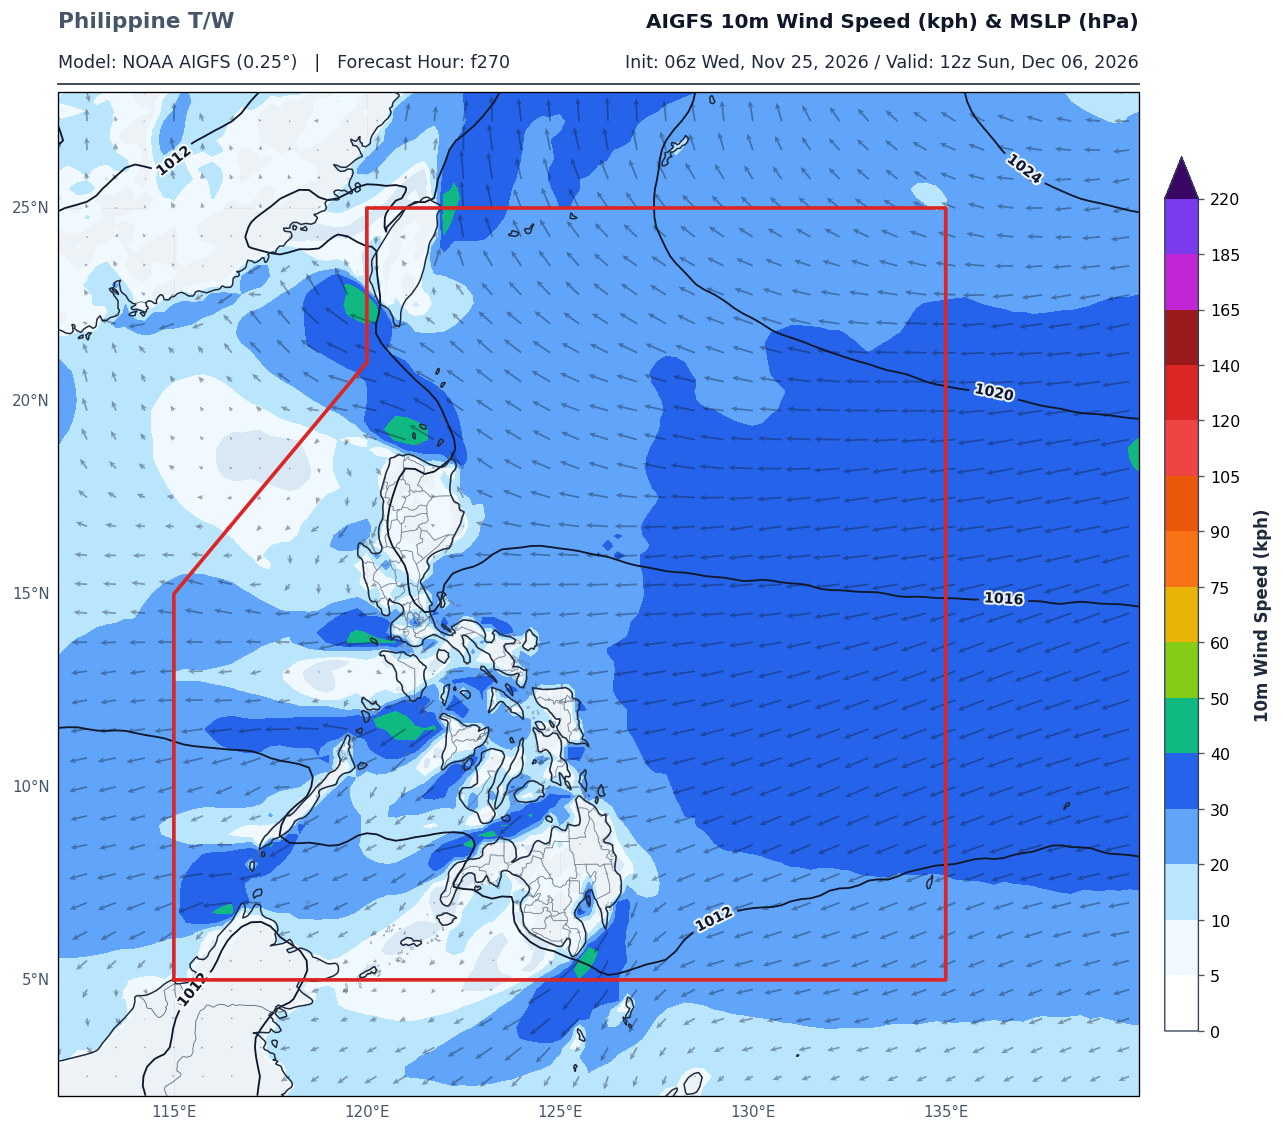 Philippine T/W
AIGFS 10m Wind Speed (kph) & MSLP (hPa)
Model: NOAA AIGFS (0.25°) | Forecast Hour: f270
Init: 06z Wed, Nov 25, 2026 / Valid: 12z Sun, Dec 06, 2026
1012
1024
1020
1016
1012
1012
25°N
20°N
15°N
10°N
5°N
115°E
120°E
125°E
130°E
135°E
220
185
165
140
120
105
90
75
60
50
40
30
20
10
5
0
10m Wind Speed (kph)